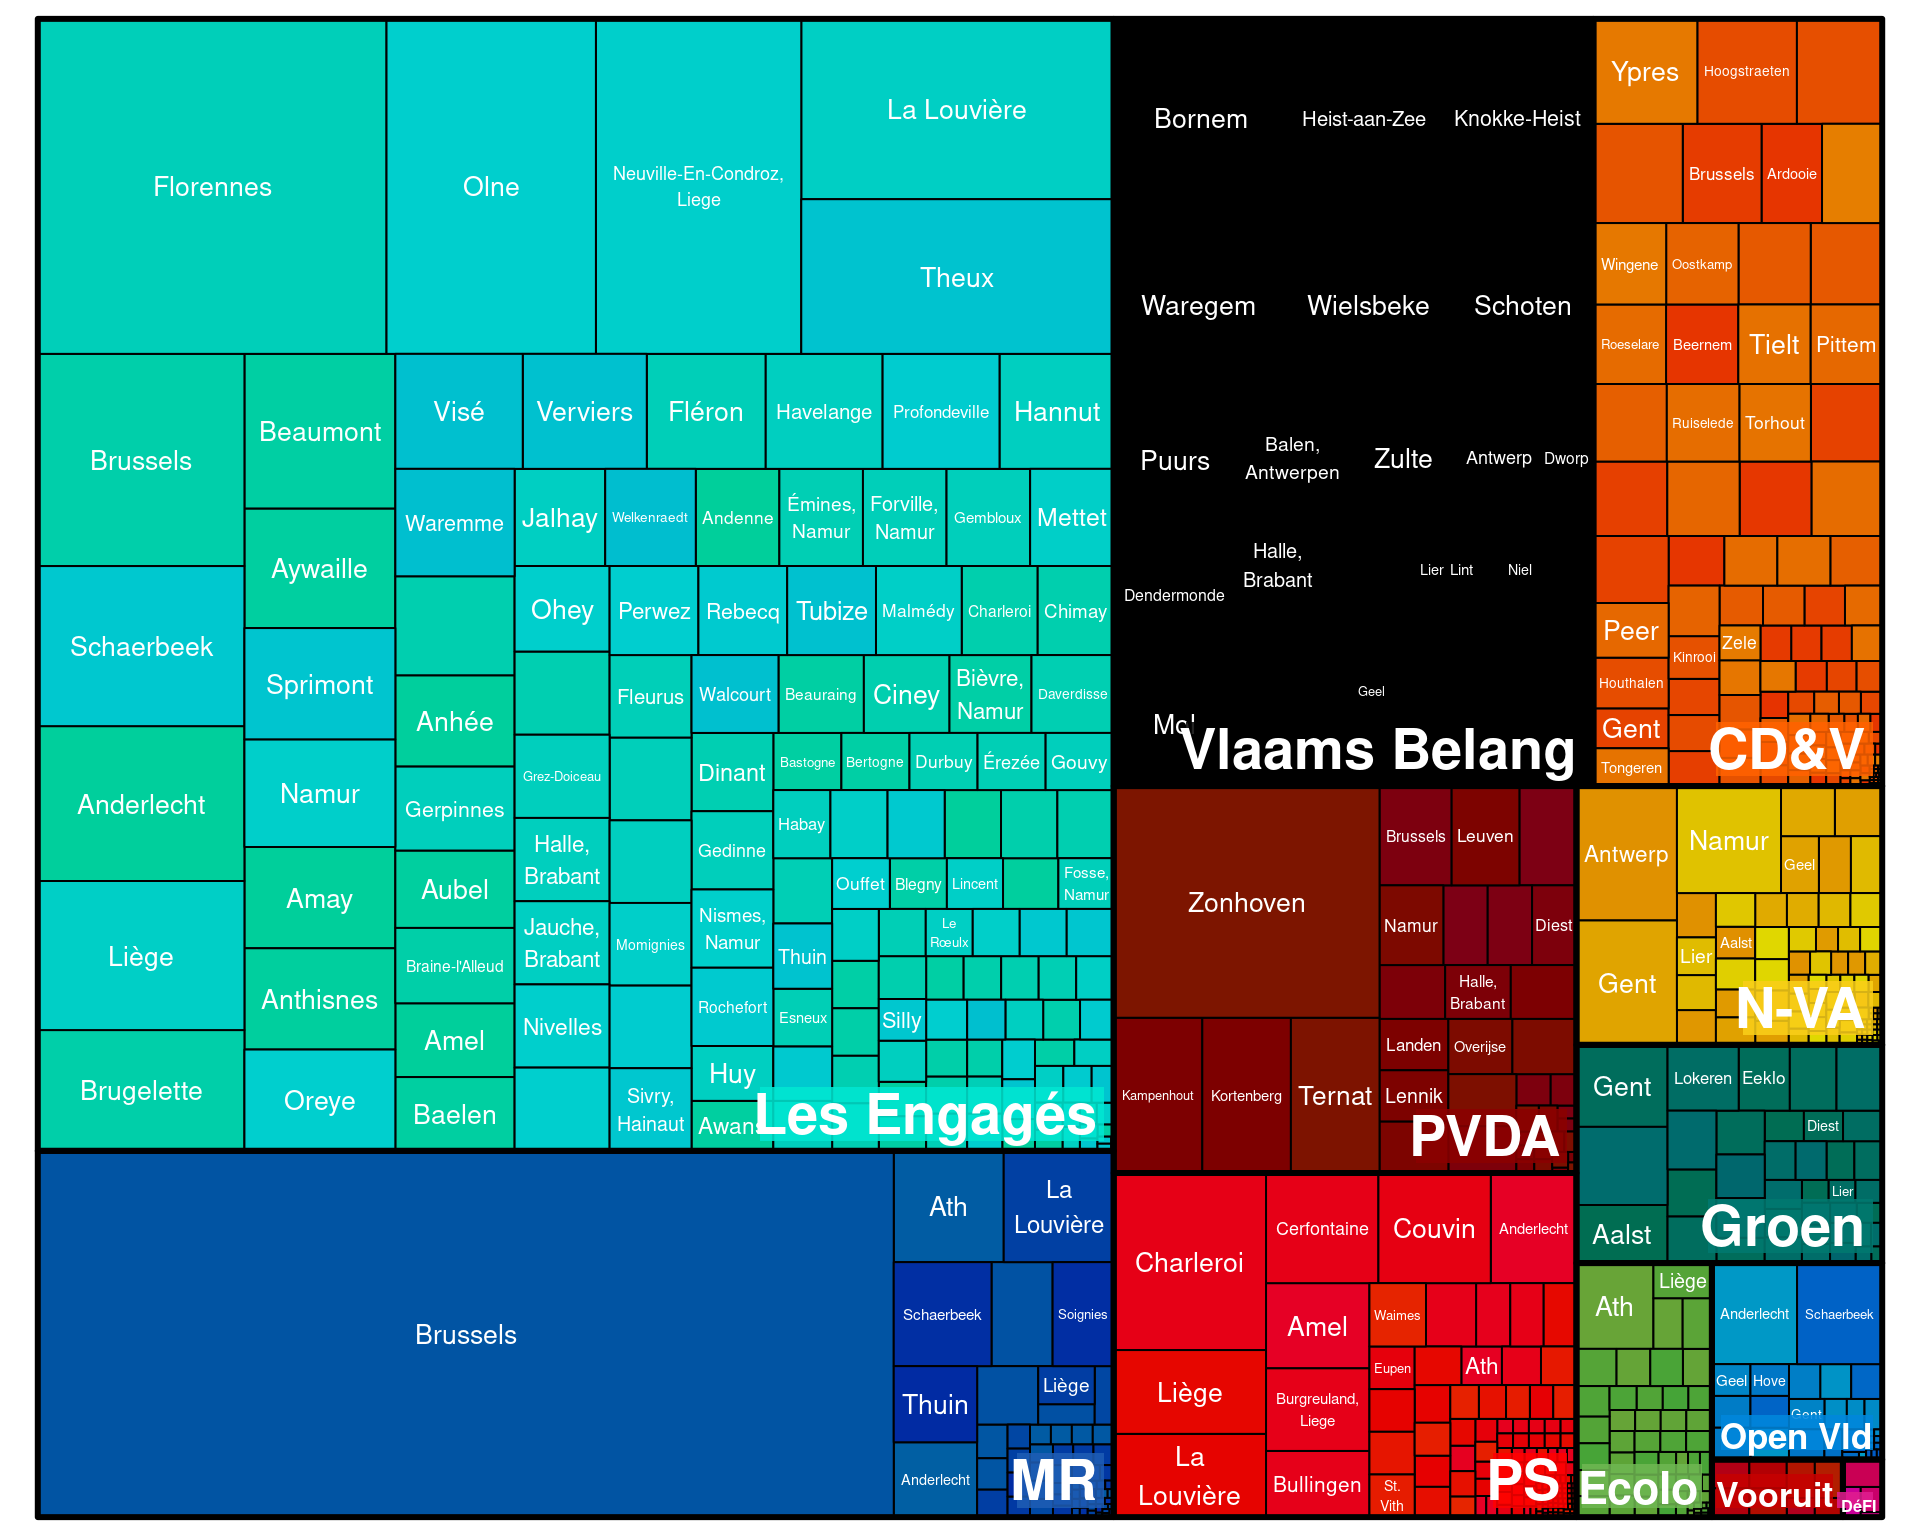 Florennes
Olne
Neuville-En-Condroz,
Liege
La Louvière
Theux
Brussels
Beaumont
Visé
Verviers
Fléron
Havelange
Profondeville
Hannut
Aywaille
Waremme
Jalhay
Welkenraedt
Andenne
Émines,
Namur
Forville,
Namur
Gembloux
Mettet
Schaerbeek
Sprimont
Ohey
Perwez
Rebecq
Tubize
Malmédy
Charleroi
Chimay
Anhée
Fleurus
Walcourt
Beauraing
Ciney
Bièvre,
Namur
Daverdisse
Anderlecht
Namur
Gerpinnes
Grez-Doiceau
Dinant
Bastogne
Bertogne
Durbuy
Érezée
Gouvy
Habay
Halle,
Brabant
Gedinne
Amay
Aubel
Ouffet
Blegny
Lincent
Fosse,
Namur
Liège
Anthisnes
Braine-l'Alleud
Jauche,
Brabant
Momignies
Nismes,
Namur
Thuin
Le
Rœulx
Amel
Nivelles
Rochefort
Esneux
Silly
Brugelette
Oreye
Baelen
Sivry,
Hainaut
Huy
Awans
Les Engagés
Brussels
Ath
La
Louvière
Schaerbeek
Soignies
Thuin
Liège
Anderlecht
MR
Bornem
Heist-aan-Zee
Knokke-Heist
Waregem
Wielsbeke
Schoten
Puurs
Balen,
Antwerpen
Zulte
Antwerp
Dworp
Dendermonde
Halle,
Brabant
Lier
Lint
Niel
Geel
Vlaams Belang
Ypres
Hoogstraeten
Brussels
Ardooie
Wingene
Oostkamp
Roeselare
Beernem
Tielt
Pittem
Ruiselede
Torhout
Peer
Kinrooi
Zele
Houthalen
Gent
Tongeren
CD&V
Zonhoven
Brussels
Leuven
Namur
Diest
Halle,
Brabant
Kampenhout
Kortenberg
Ternat
Landen
Overijse
Lennik
PVDA
Antwerp
Namur
Geel
Gent
Lier
Aalst
N-VA
Gent
Lokeren
Eeklo
Diest
Lier
Aalst
Groen
Charleroi
Cerfontaine
Couvin
Anderlecht
Amel
Waimes
Eupen
Ath
Liège
Burgreuland,
Liege
La
Louvière
Bullingen
St.
Vith
PS
Ath
Liège
Ecolo
Anderlecht
Schaerbeek
Geel
Hove
Gent
Open Vld
Vooruit
DéFI